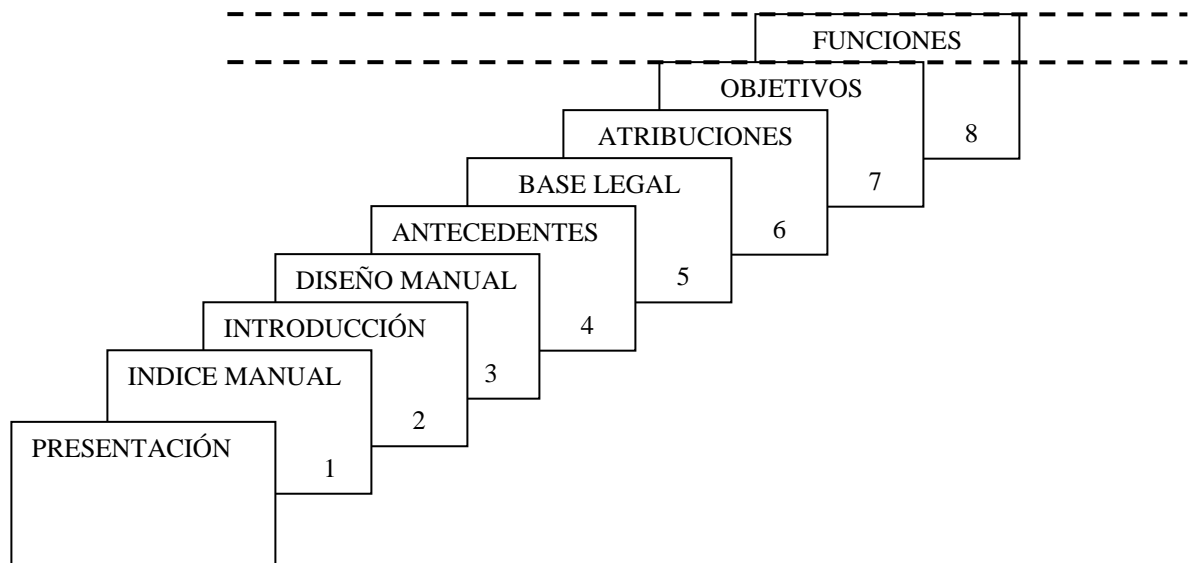 FUNCIONES
OBJETIVOS
8
ATRIBUCIONES
7
BASE LEGAL
6
ANTECEDENTES
5
DISEÑO MANUAL
4
INTRODUCCIÓN
3
INDICE MANUAL
2
PRESENTACIÓN
1